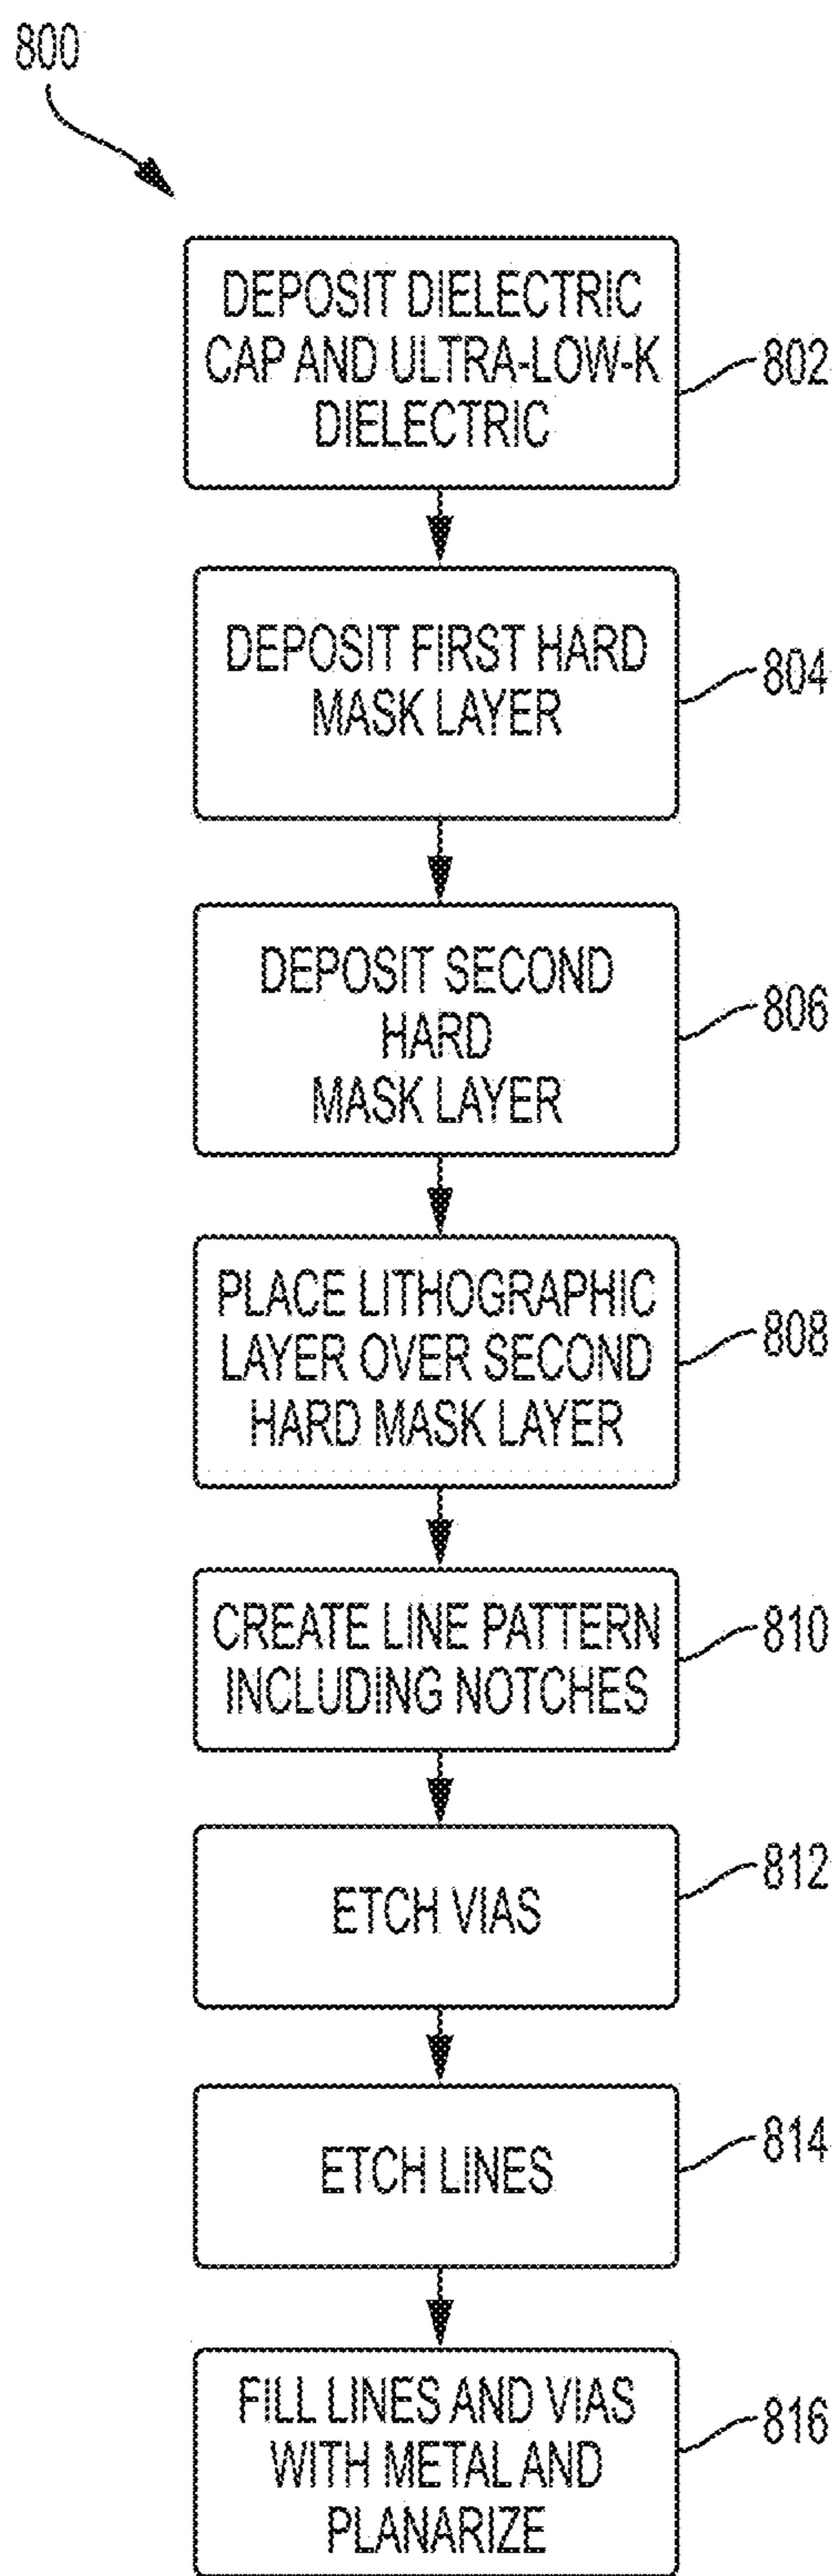 800
DEPOSIT DIELECTRIC
CAP AND ULTRA-LOW-K
DIELECTRIC
802
DEPOSIT FIRST HARD
MASK LAYER
804
DEPOSIT SECOND
HARD
MASK LAYER
806
PLACE LITHOGRAPHIC
LAYER OVER SECOND
HARD MASK LAYER
808
CREATE LINE PATTERN
INCLUDING NOTCHES
810
ETCH VIAS
812
ETCH LINES
814
FILL LINES AND VIAS
WITH METAL AND
PLANARIZE
816